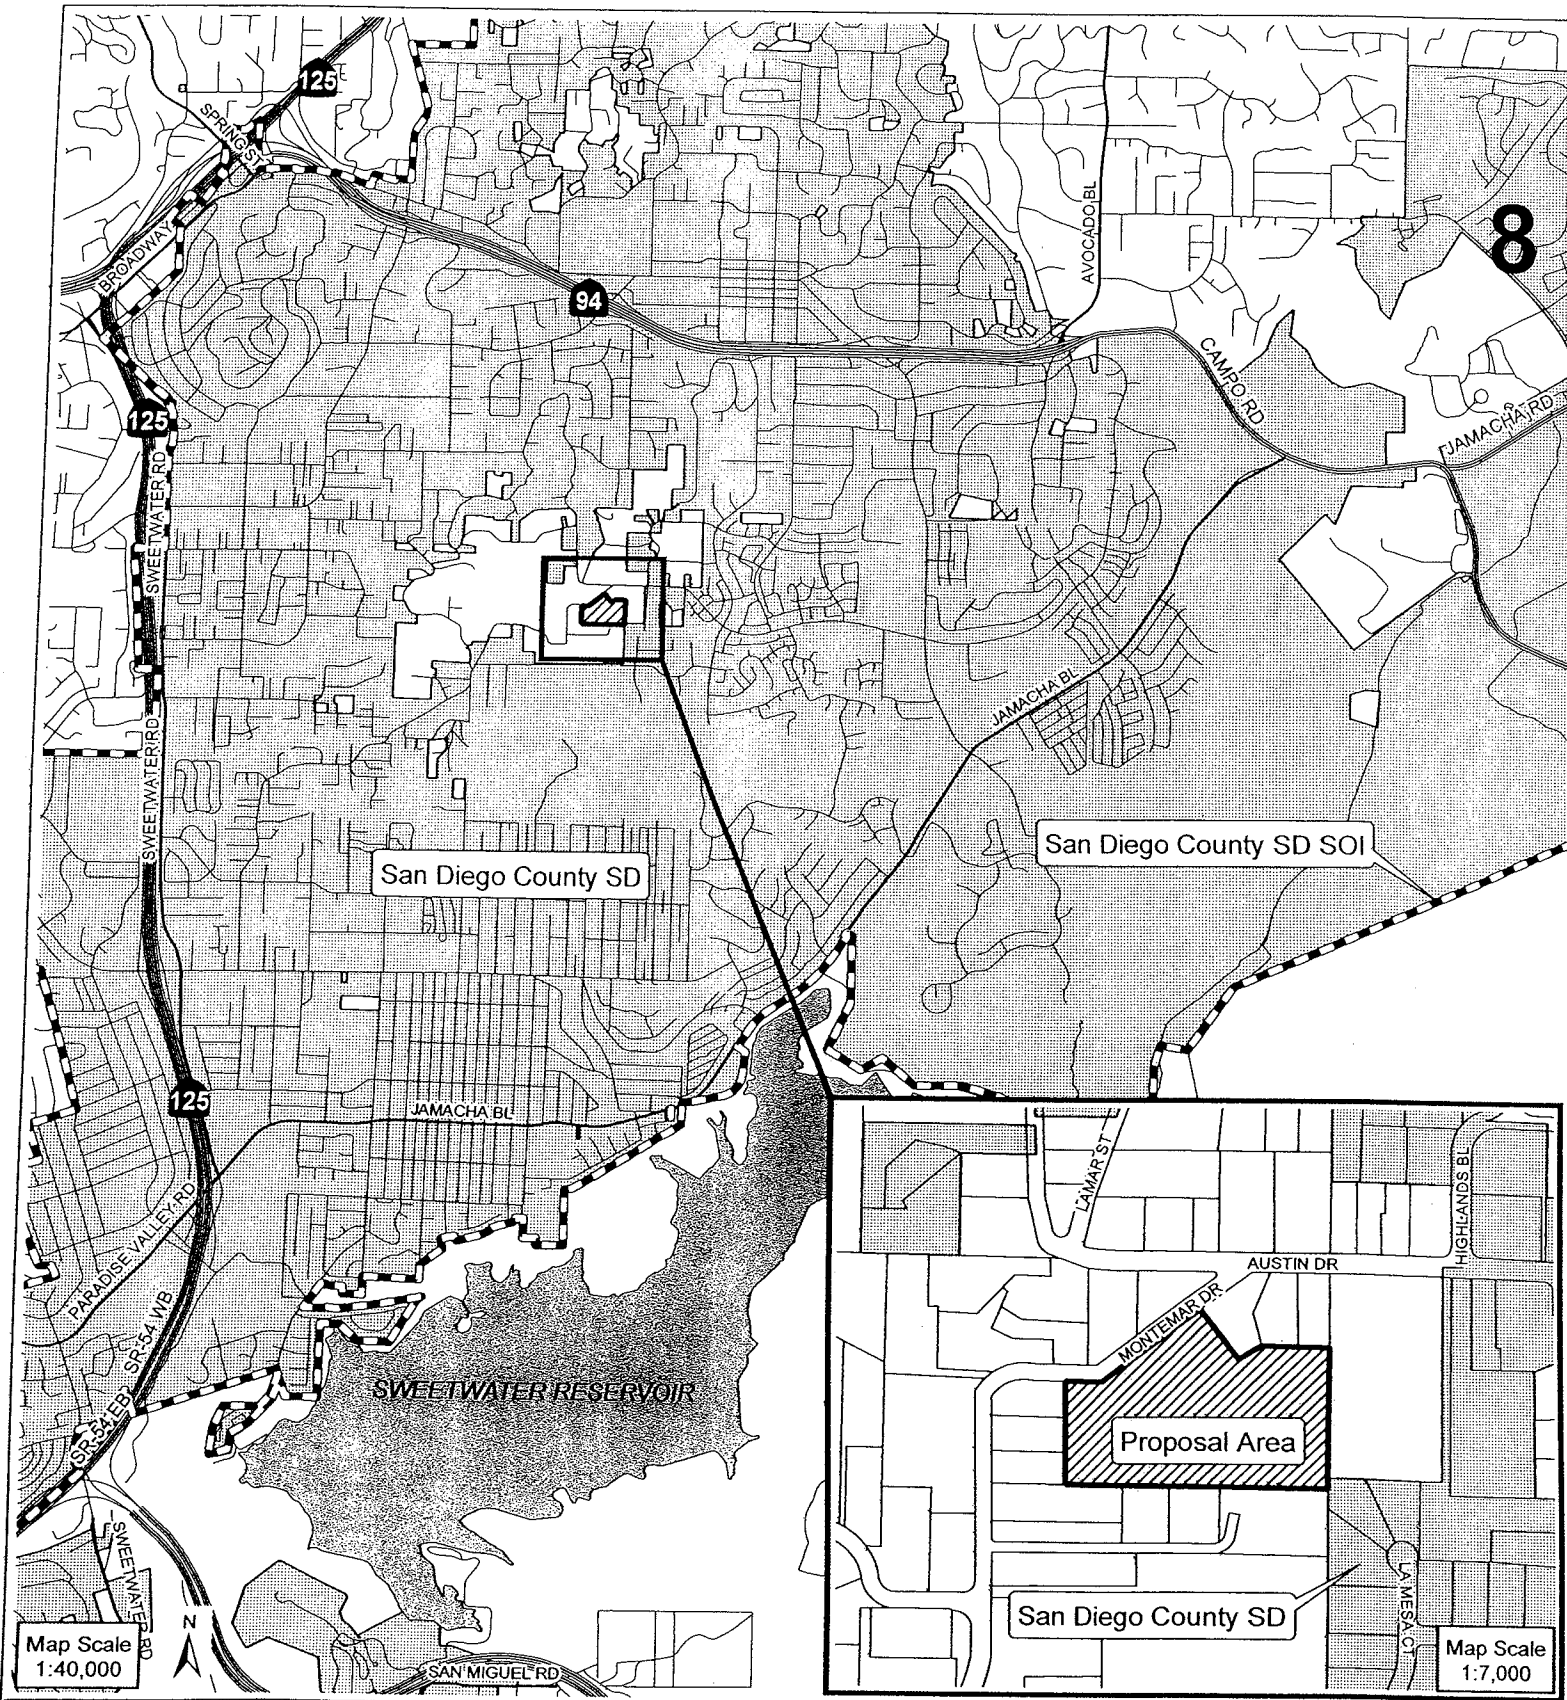 125
SPRING ST
BROADWAY
94
AVOCADO BL
8
CAMPO RD
JAMACHA RD
125
SWEETWATER RD
JAMACHA BL
SWEETWATER RD
San Diego County SD SOI
San Diego County SD
125
JAMACHA BL
PARADISE VALLEY RD
SR-54 WB
SR-54 EB
SWEETWATER RESERVOIR
SWEETWATER RD
SAN MIGUEL RD
N
Map Scale
1:40,000
LAMAR ST
HIGHLANDS BL
AUSTIN DR
MONTEMAR DR
Proposal Area
San Diego County SD
LA MESA CT
Map Scale
1:7,000